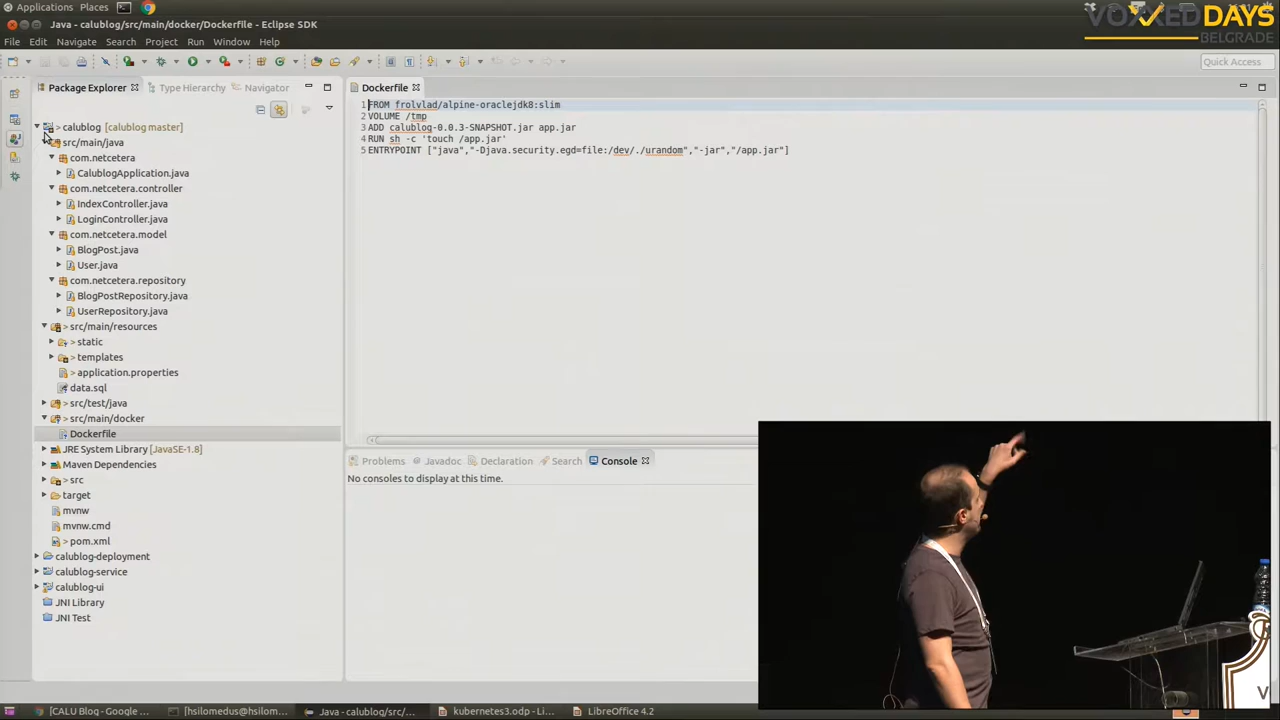 Applications Places
VOXXED DAYS
BELGRADE
Java - calublog/src/main/docker/Dockerfile - Eclipse SDK
File Edit Navigate Search Project Run Window Help
Quick Access
Package Explorer Type Hierarchy Navigator
Dockerfile
> calublog [calublog master]
src/main/java
com.netcetera
CalublogApplication.java
com.netcetera.controller
IndexController.java
LoginController.java
com.netcetera.model
BlogPost.java
User.java
com.netcetera.repository
BlogPostRepository.java
UserRepository.java
> src/main/resources
> static
> templates
> application.properties
data.sql
> src/test/java
> src/main/docker
Dockerfile
JRE System Library [JavaSE-1.8]
Maven Dependencies
> src
target
mvnw
mvnw.cmd
> pom.xml
calublog-deployment
calublog-service
calublog-ui
JNI Library
JNI Test
1 FROM frolvlad/alpine-oraclejdk8:slim
2 VOLUME /tmp
3 ADD calublog-0.0.3-SNAPSHOT.jar app.jar
4 RUN sh -c 'touch /app.jar'
5 ENTRYPOINT ["java","-Djava.security.egd=file:/dev/./urandom","-jar","/app.jar"]
Problems Javadoc Declaration Search Console
No consoles to display at this time.
V
[CALU Blog - Google ... [hsilomedus@hsilom... Java - calublog/src/... kubernetes3.odp - Li... LibreOffice 4.2